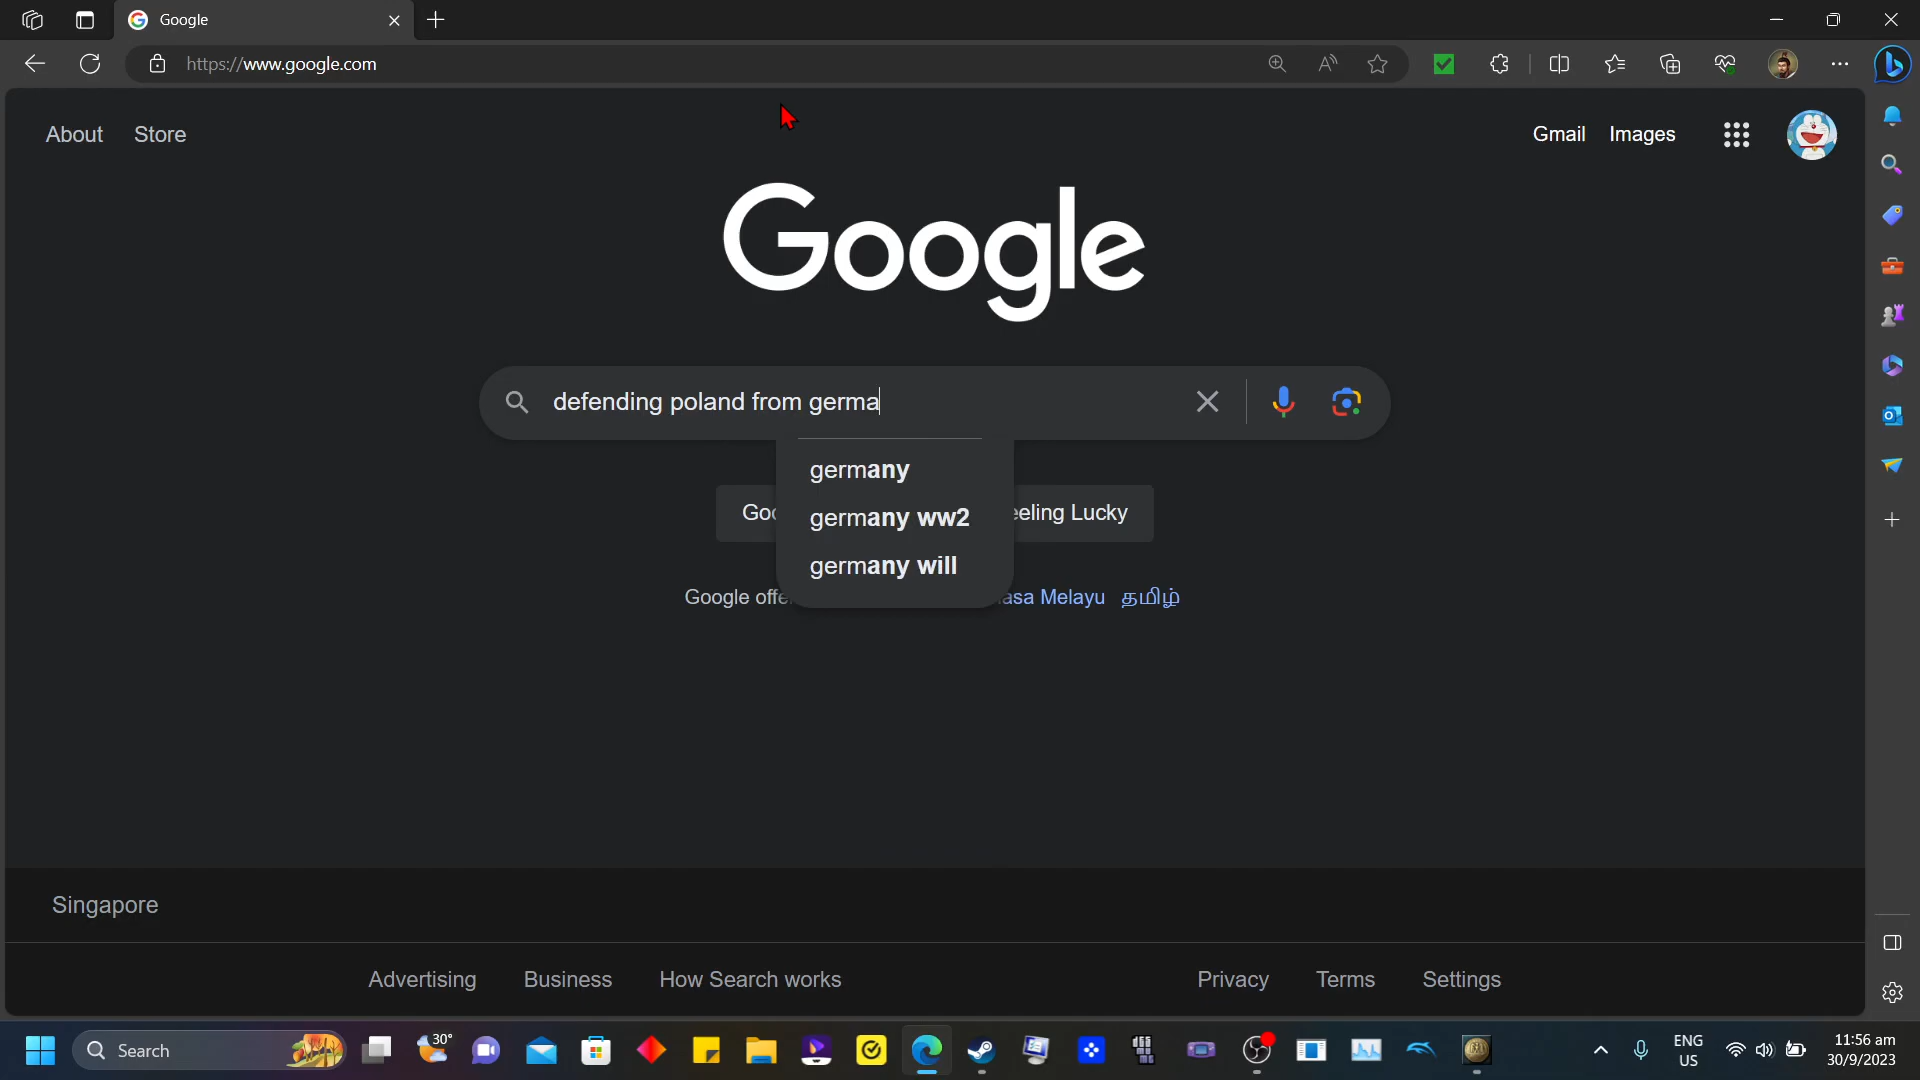 Google
https://www.google.com
About Store
Gmail Images
Google
defending poland from germa
germany
germany ww2
germany will
Goo
eeling Lucky
Google offe
asa Melayu தமிழ்
Singapore
Advertising Business How Search works
Privacy Terms Settings
Search
30°
ENG
US
11:56 am
30/9/2023